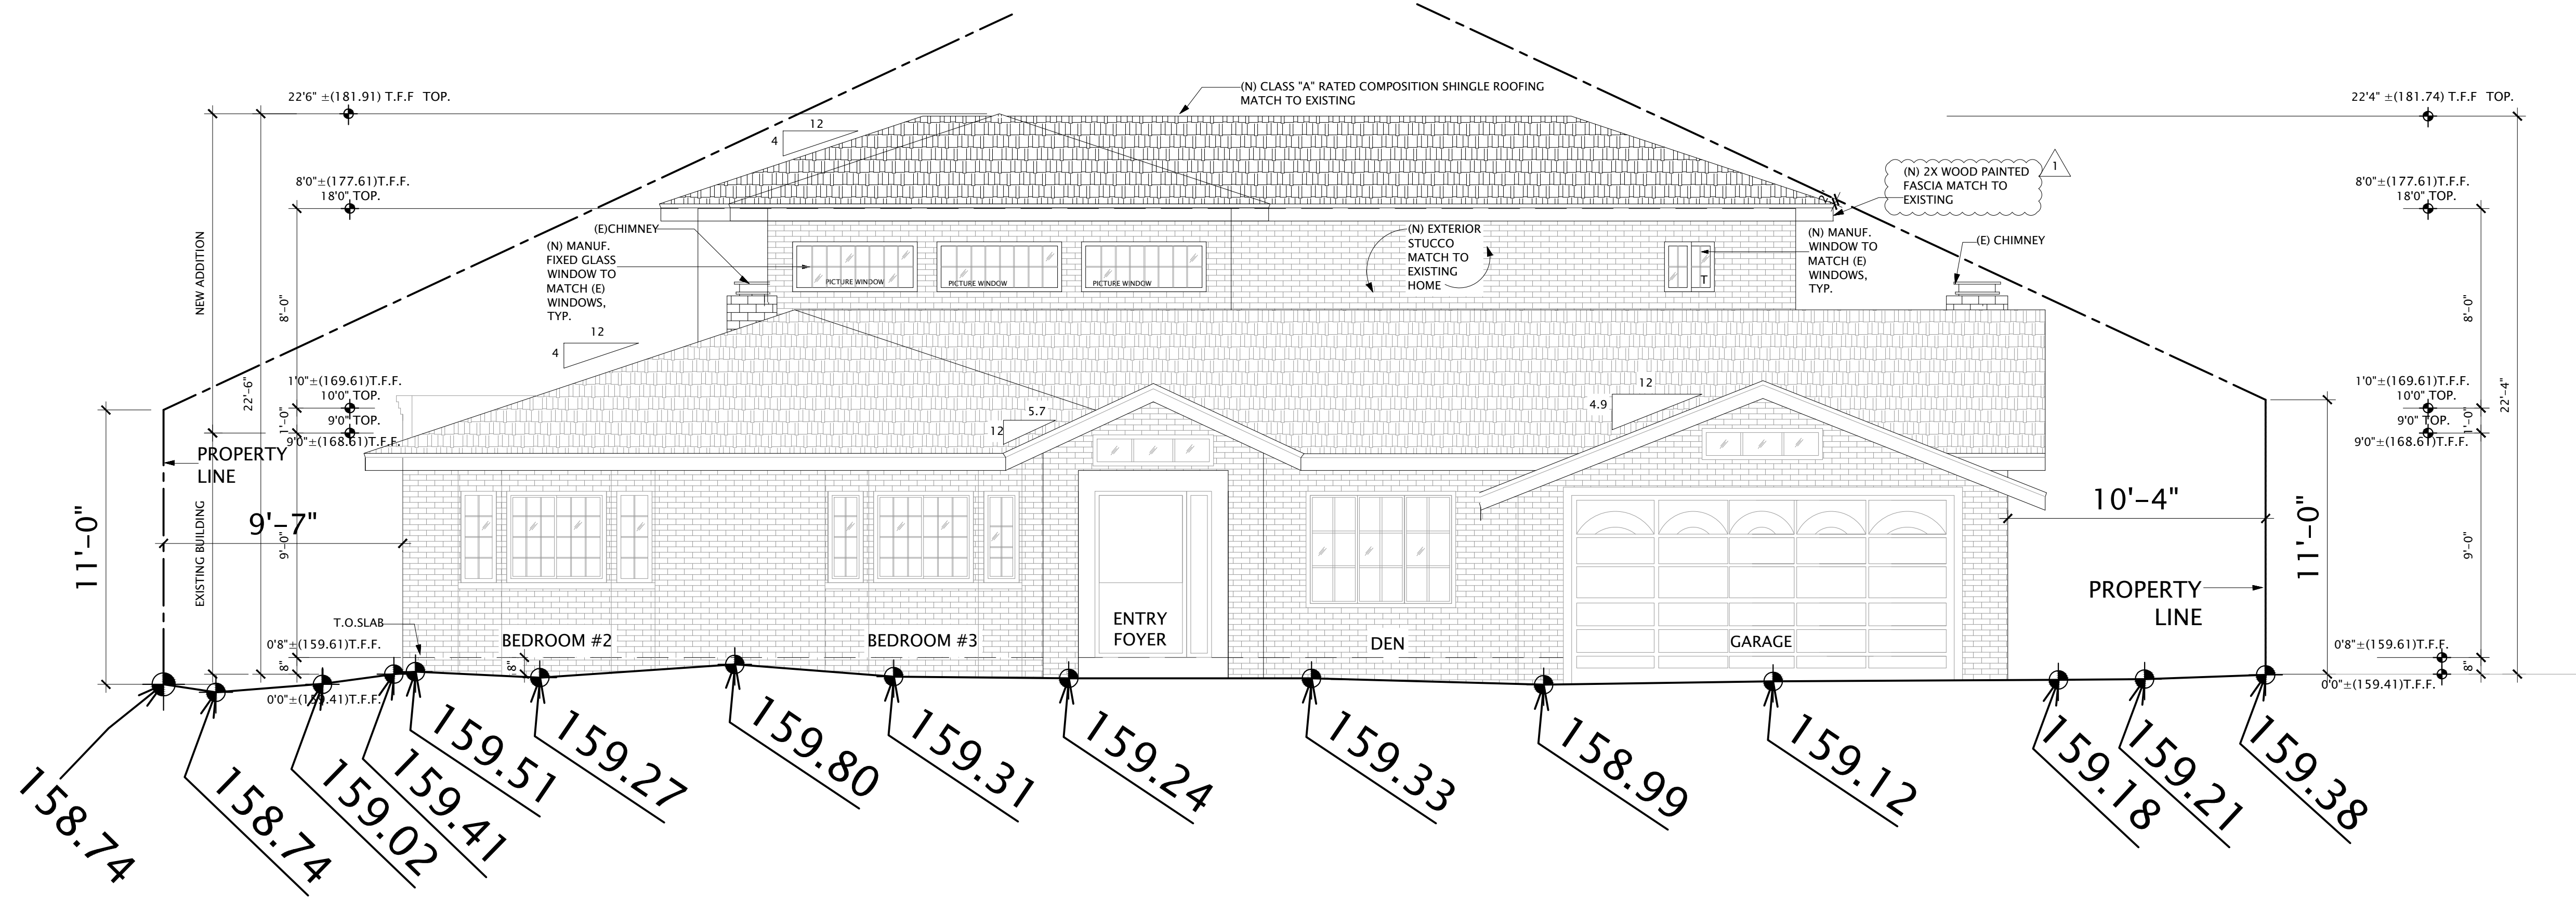 22'6" ±(181.91) T.F.F TOP.
(N) CLASS "A" RATED COMPOSITION SHINGLE ROOFING
MATCH TO EXISTING
22'4" ±(181.74) T.F.F TOP.
12
4
8'0"±(177.61)T.F.F.
18'0" TOP.
(N) 2X WOOD PAINTED
FASCIA MATCH TO
EXISTING
1
8'0"±(177.61)T.F.F.
18'0" TOP.
NEW ADDITION
(E)CHIMNEY
(N) MANUF.
FIXED GLASS
WINDOW TO
MATCH (E)
WINDOWS,
TYP.
PICTURE WINDOW
PICTURE WINDOW
PICTURE WINDOW
(N) EXTERIOR
STUCCO
MATCH TO
EXISTING
HOME
T
(N) MANUF.
WINDOW TO
MATCH (E)
WINDOWS,
TYP.
(E) CHIMNEY
8'-0"
8'-0"
12
4
22'-6"
1'0"±(169.61)T.F.F.
10'0" TOP.
9'0" TOP.
1'-0"
9'0"±(168.61)T.F.F.
5.7
12
12
4.9
1'0"±(169.61)T.F.F.
10'0" TOP.
9'0" TOP.
1'-0"
9'0"±(168.61)T.F.F.
22'-4"
PROPERTY
LINE
11'-0"
EXISTING BUILDING
9'-7"
9'-0"
10'-4"
11'-0"
9'-0"
PROPERTY
LINE
T.O.SLAB
0'8"±(159.61)T.F.F.
8"
0'0"±(159.41)T.F.F.
BEDROOM #2
8"
BEDROOM #3
ENTRY
FOYER
DEN
GARAGE
0'8"±(159.61)T.F.F.
8"
0'0"±(159.41)T.F.F.
158.74
158.74
159.02
159.41
159.51
159.27
159.80
159.31
159.24
159.33
158.99
159.12
159.18
159.21
159.38